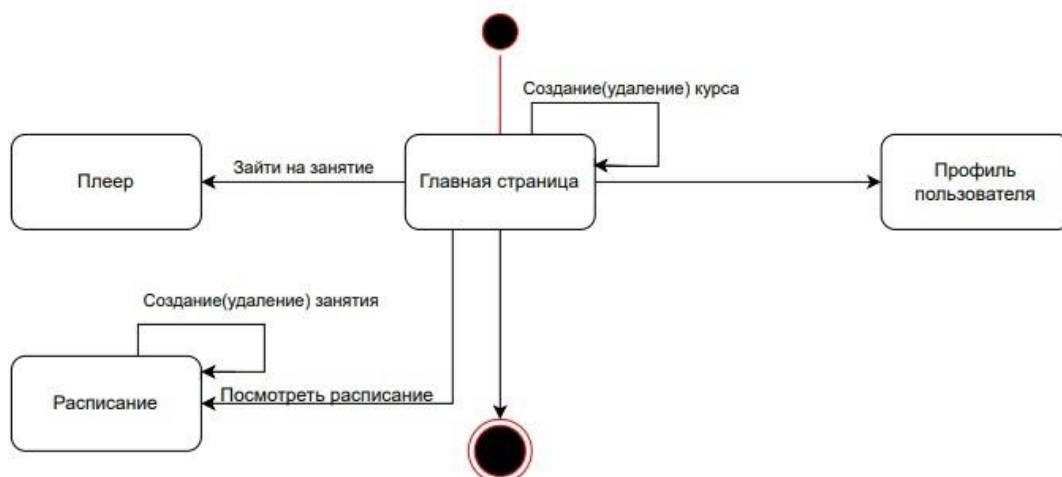 Создание(удаление) курса
Плеер
Зайти на занятие
Главная страница
Профиль
пользователя
Создание(удаление) занятия
Расписание
Посмотреть расписание